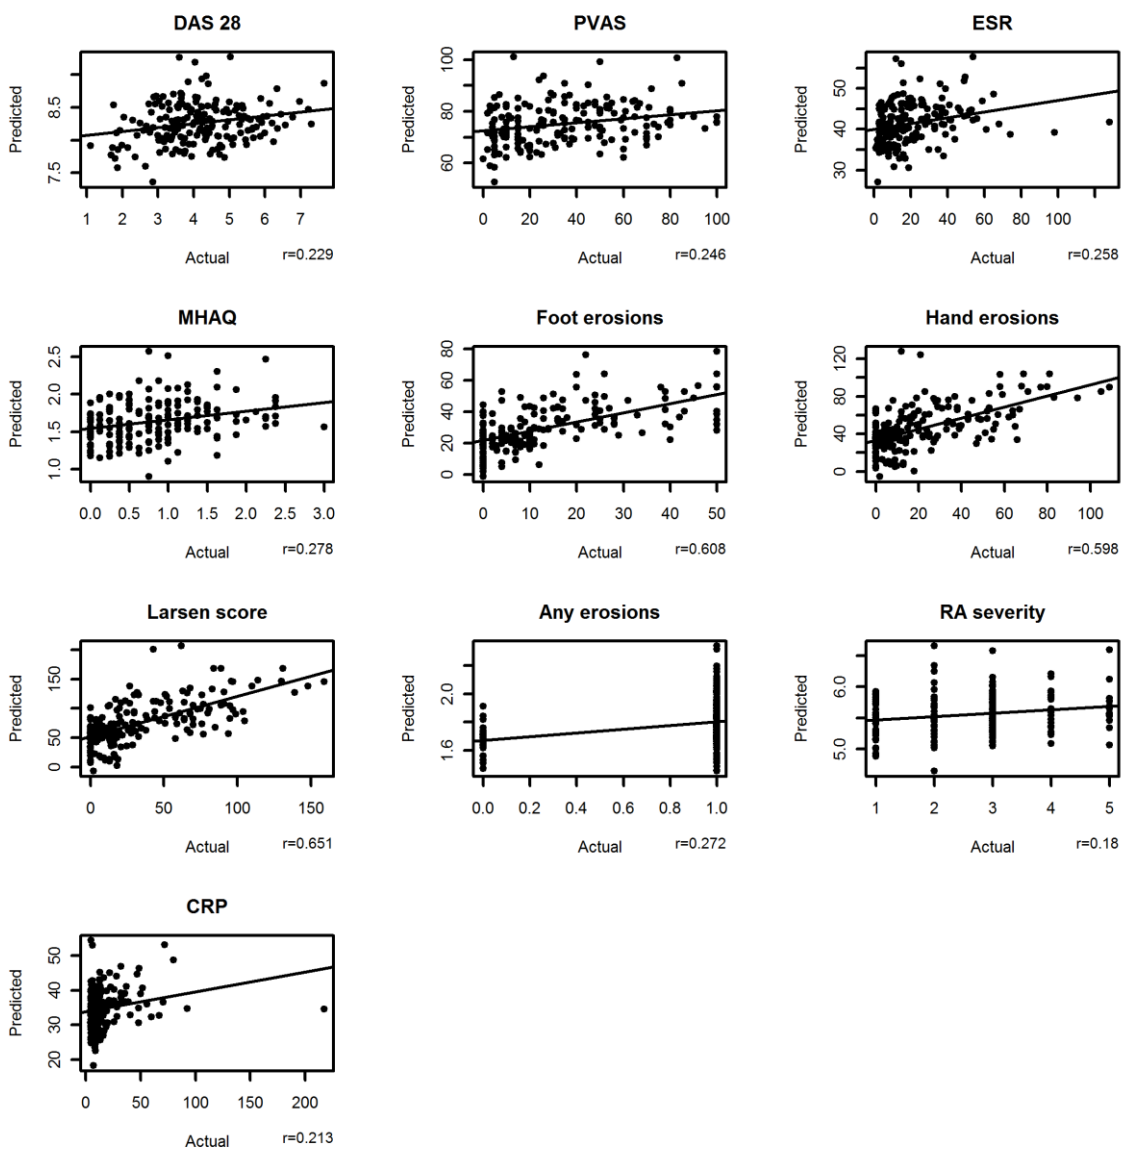 DAS 28
Predicted
7.5 8.5
1 2 3 4 5 6 7
Actual
r=0.229
PVAS
Predicted
60 80 100
0 20 40 60 80 100
Actual
r=0.246
ESR
Predicted
30 40 50
0 20 40 60 80 100
Actual
r=0.258
MHAQ
Predicted
1.0 1.5 2.0 2.5
0.0 0.5 1.0 1.5 2.0 2.5 3.0
Actual
r=0.278
Foot erosions
Predicted
0 20 40 60 80
0 10 20 30 40 50
Actual
r=0.608
Hand erosions
Predicted
0 40 80 120
0 20 40 60 80 100
Actual
r=0.598
Larsen score
Predicted
0 50 150
0 50 100 150
Actual
r=0.651
Any erosions
Predicted
1.6 2.0
0.0 0.2 0.4 0.6 0.8 1.0
Actual
r=0.272
RA severity
Predicted
5.0 6.0
1 2 3 4 5
Actual
r=0.18
CRP
Predicted
20 30 40 50
0 50 100 150 200
Actual
r=0.213